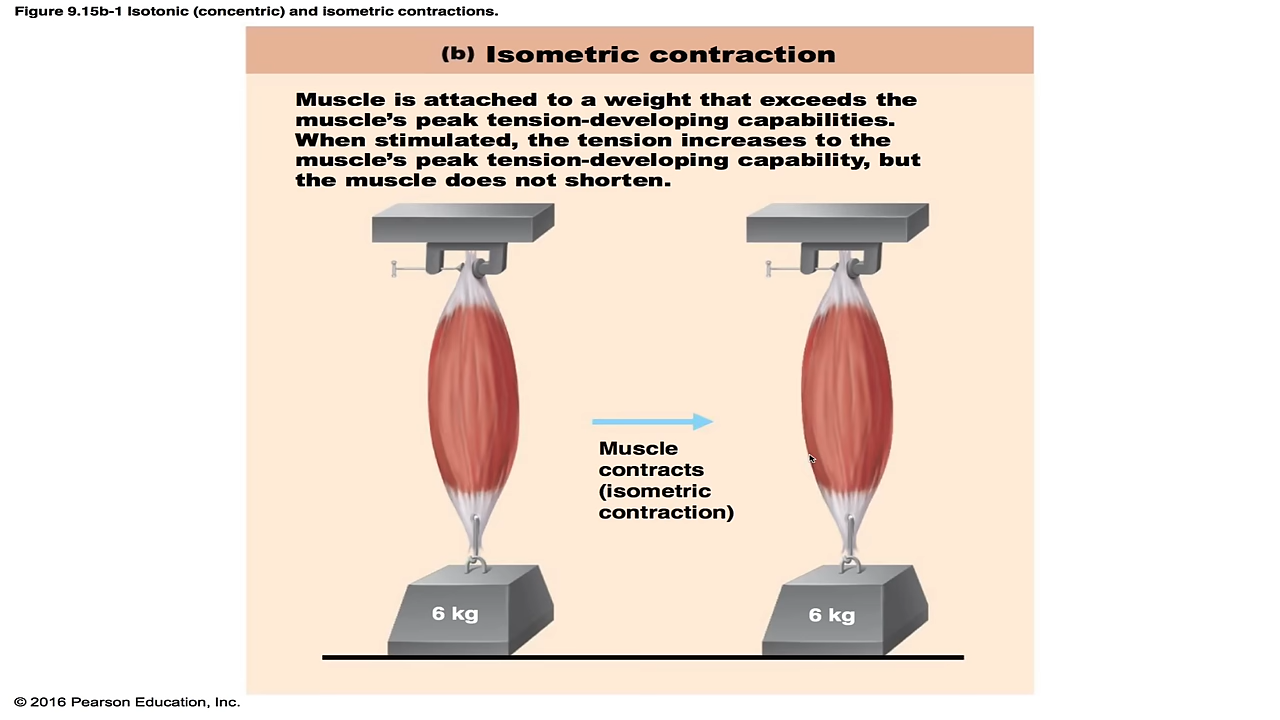 Figure 9.15b-1 Isotonic (concentric) and isometric contractions.
(b) Isometric contraction
Muscle is attached to a weight that exceeds the
muscle’s peak tension-developing capabilities.
When stimulated, the tension increases to the
muscle’s peak tension-developing capability, but
the muscle does not shorten.
Muscle
contracts
(isometric
contraction)
6 kg
6 kg
© 2016 Pearson Education, Inc.